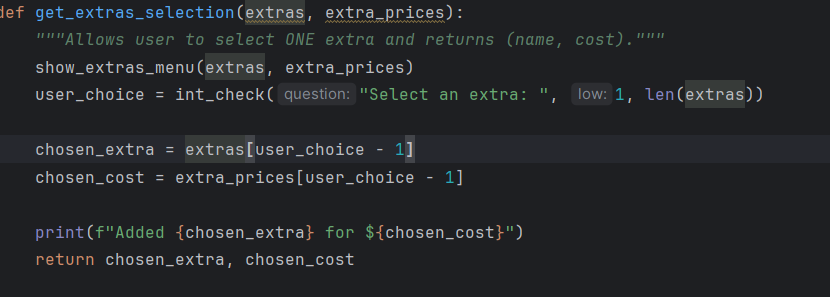 def get_extras_selection(extras, extra_prices):
"""Allows user to select ONE extra and returns (name, cost)."""
show_extras_menu(extras, extra_prices)
user_choice = int_check( question: "Select an extra: ", low: 1, len(extras))
chosen_extra = extras[user_choice - 1]
chosen_cost = extra_prices[user_choice - 1]
print(f"Added {chosen_extra} for ${chosen_cost}")
return chosen_extra, chosen_cost